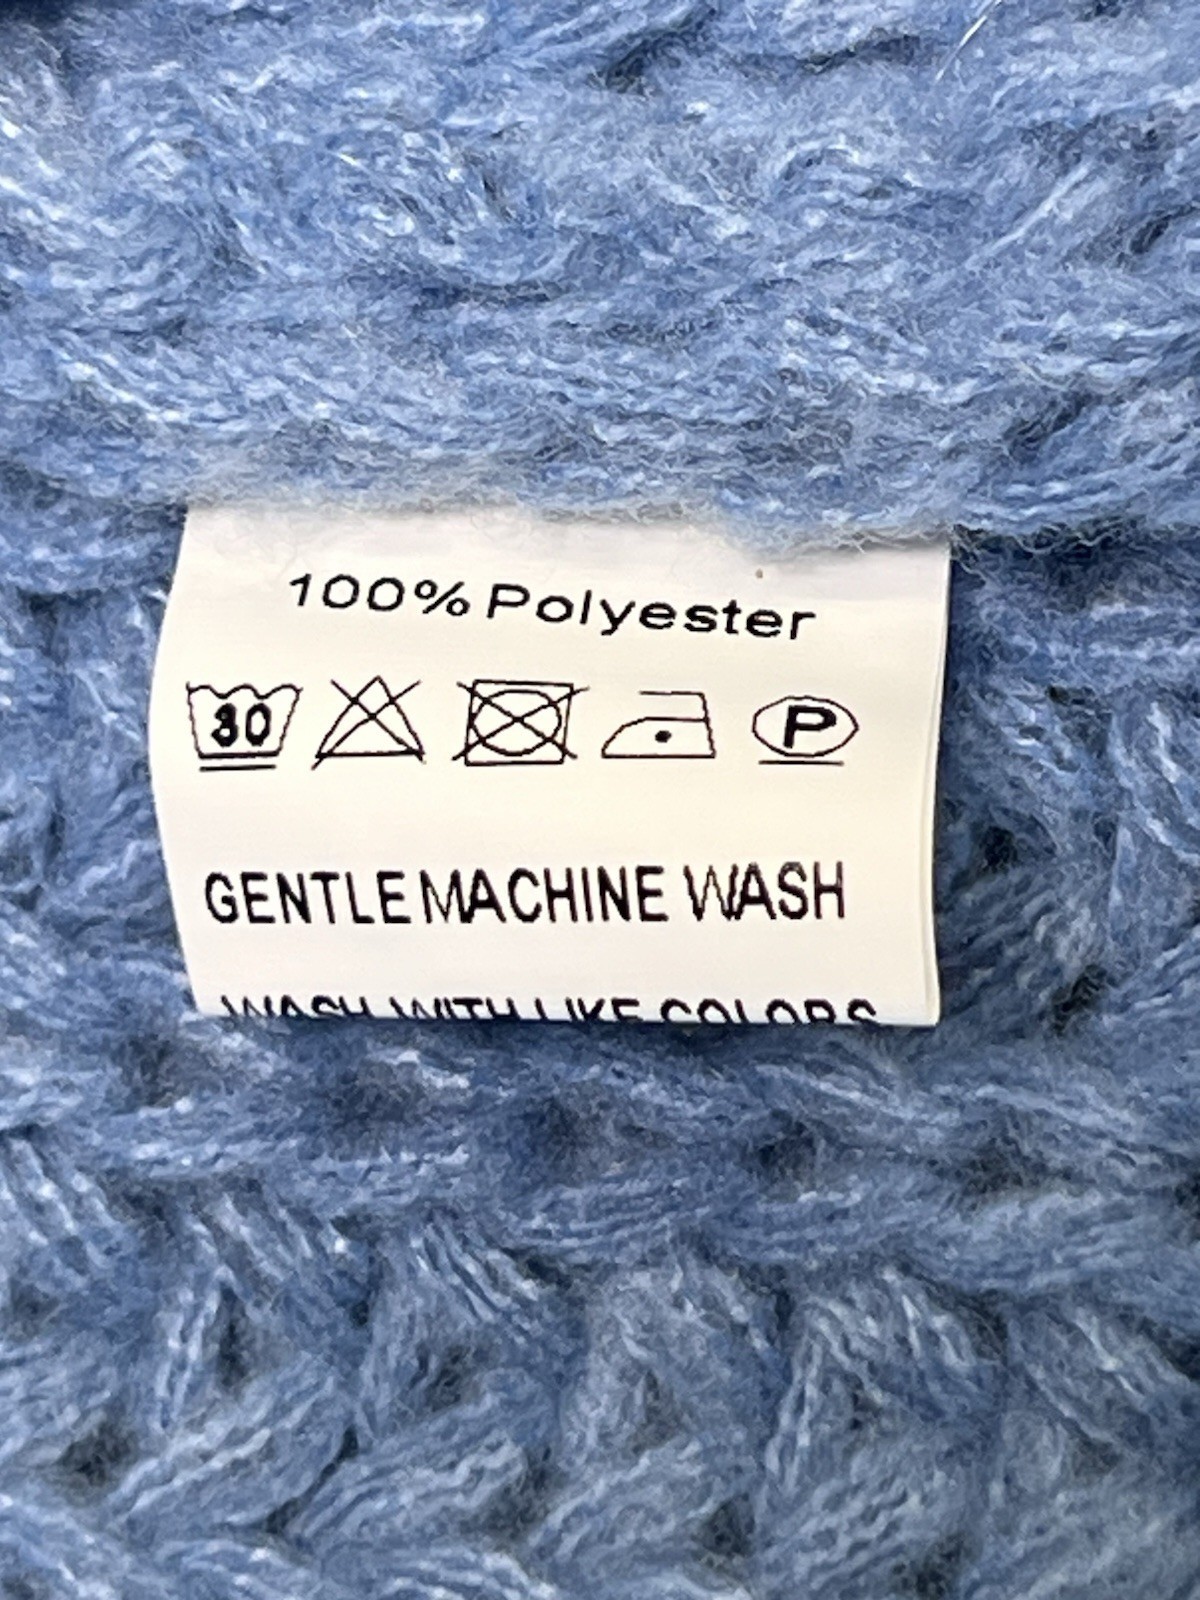 100% Polyester
30 P
GENTLE MACHINE WASH
WASH WITH LIKE COLORS